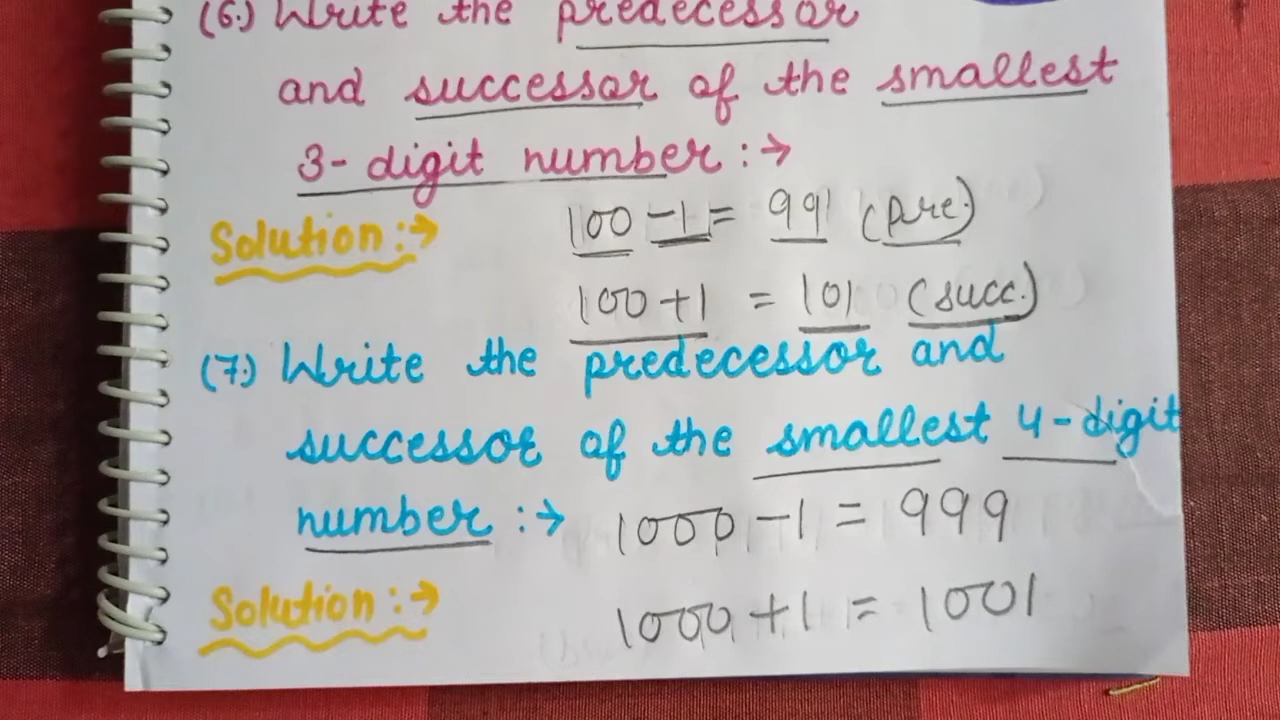 (6.) Write the predecessor
and successor of the smallest
3-digit number :→
Solution :→ 100 -1 = 99 (pre.)
100 +1 = 101 (succ.)
(7.) Write the predecessor and
successor of the smallest 4-digit
number :→ 1000 -1 = 999
Solution :→ 1000 +1 = 1001